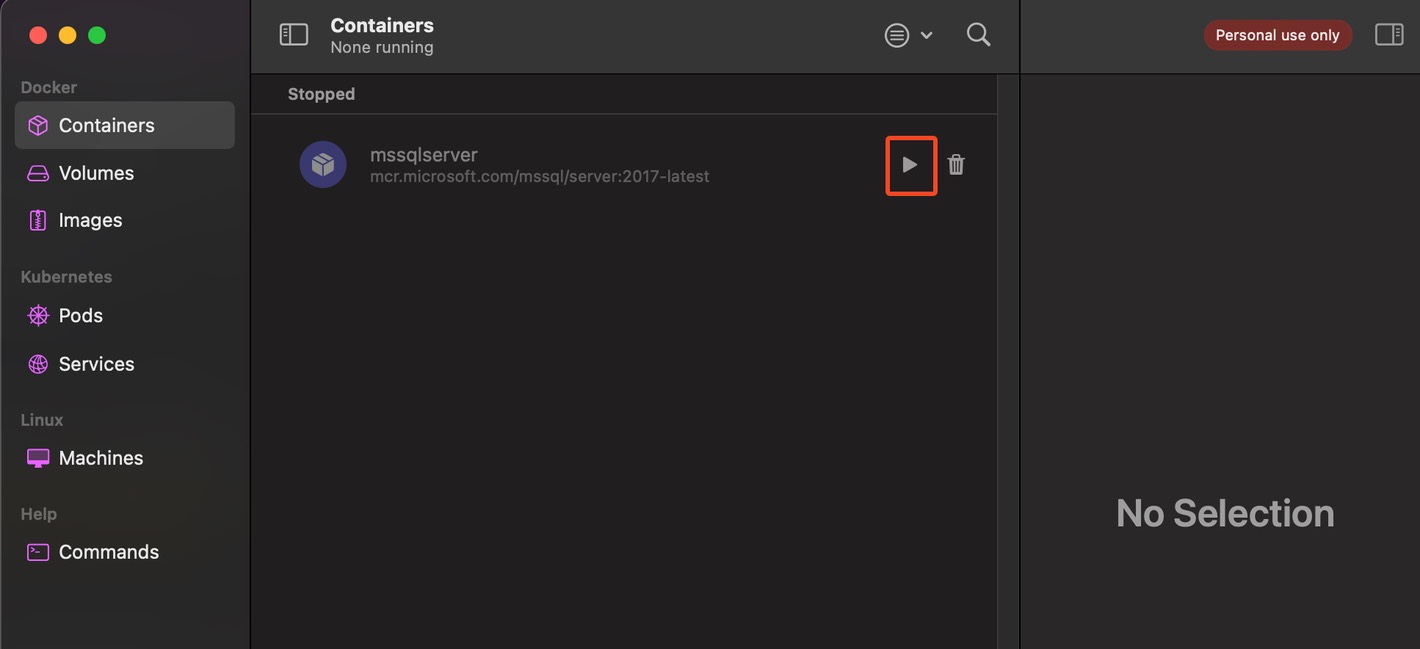 Docker
Containers
Volumes
Images
Kubernetes
Pods
Services
Linux
Machines
Help
Commands
Containers
None running
Stopped
mssqlserver
mcr.microsoft.com/mssql/server:2017-latest
Personal use only
No Selection